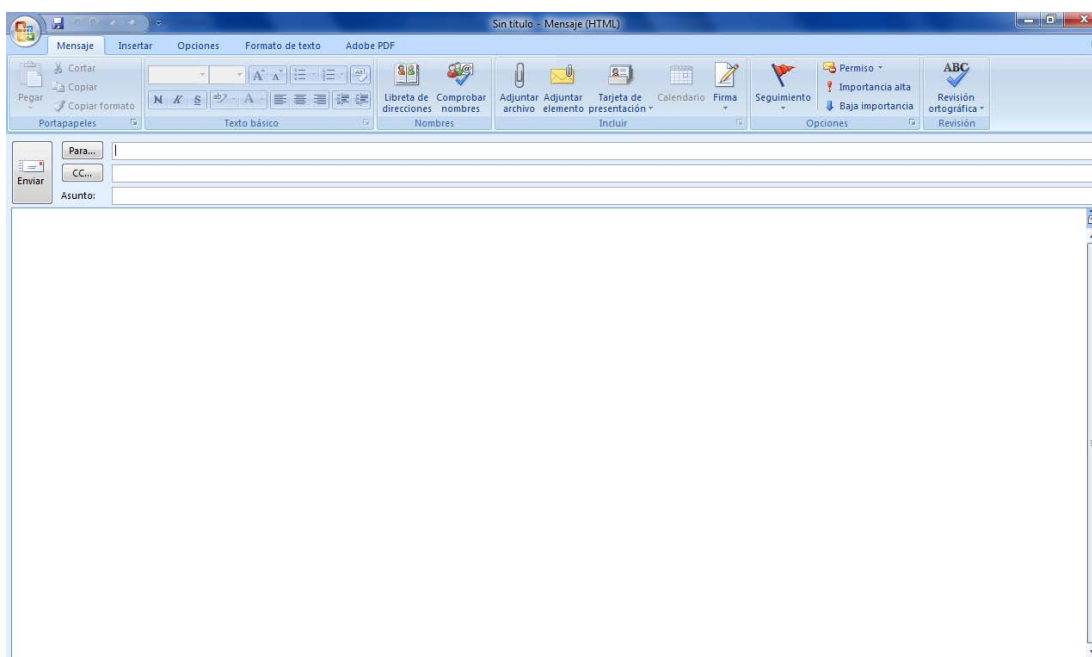 Sin título - Mensaje (HTML)
Mensaje Insertar Opciones Formato de texto Adobe PDF
Pegar
Cortar
Copiar
Copiar formato
Portapapeles
A A
N K S ab A
Texto básico
Libreta de direcciones
Comprobar nombres
Nombres
Adjuntar archivo
Adjuntar elemento
Tarjeta de presentación
Calendario
Firma
Incluir
Seguimiento
Permiso
Importancia alta
Baja importancia
Opciones
ABC
Revisión ortográfica
Revisión
Enviar
Para...
CC...
Asunto: